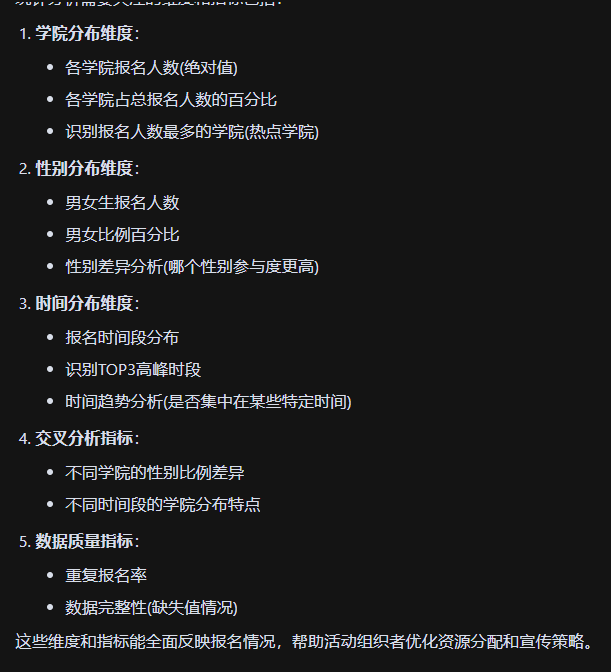 1. 学院分布维度：
• 各学院报名人数(绝对值)
• 各学院占总报名人数的百分比
• 识别报名人数最多的学院(热点学院)
2. 性别分布维度：
• 男女生报名人数
• 男女比例百分比
• 性别差异分析(哪个性别参与度更高)
3. 时间分布维度：
• 报名时间段分布
• 识别TOP3高峰时段
• 时间趋势分析(是否集中在某些特定时间)
4. 交叉分析指标：
• 不同学院的性别比例差异
• 不同时间段的学院分布特点
5. 数据质量指标：
• 重复报名率
• 数据完整性(缺失值情况)
这些维度和指标能全面反映报名情况，帮助活动组织者优化资源分配和宣传策略。